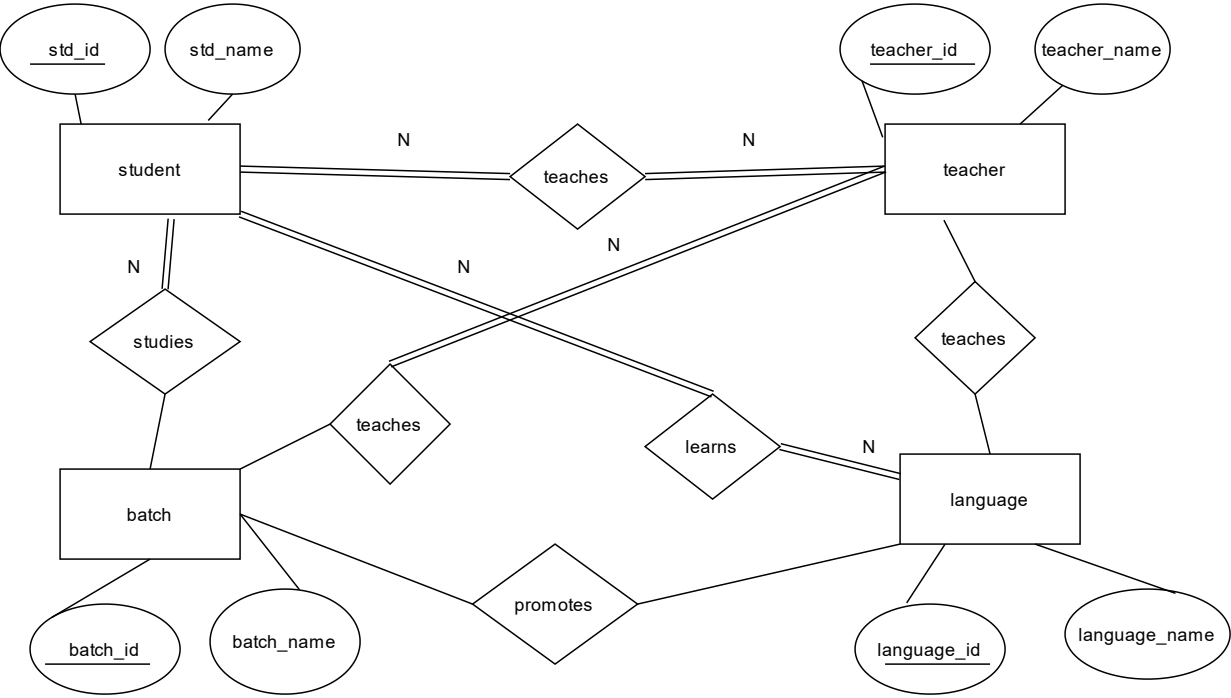 std_id
std_name
teacher_id
teacher_name
N
N
student
teaches
teacher
N
N
N
studies
teaches
teaches
learns
N
batch
language
promotes
batch_id
batch_name
language_id
language_name